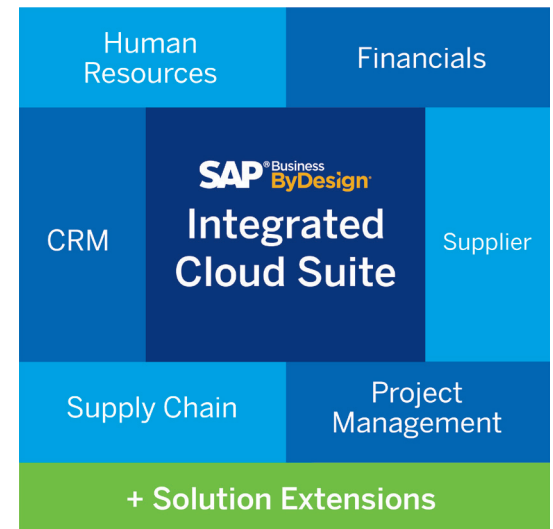 Human
Resources
Financials
SAP® Business
ByDesign
Integrated
Cloud Suite
CRM
Supplier
Supply Chain
Project
Management
+ Solution Extensions